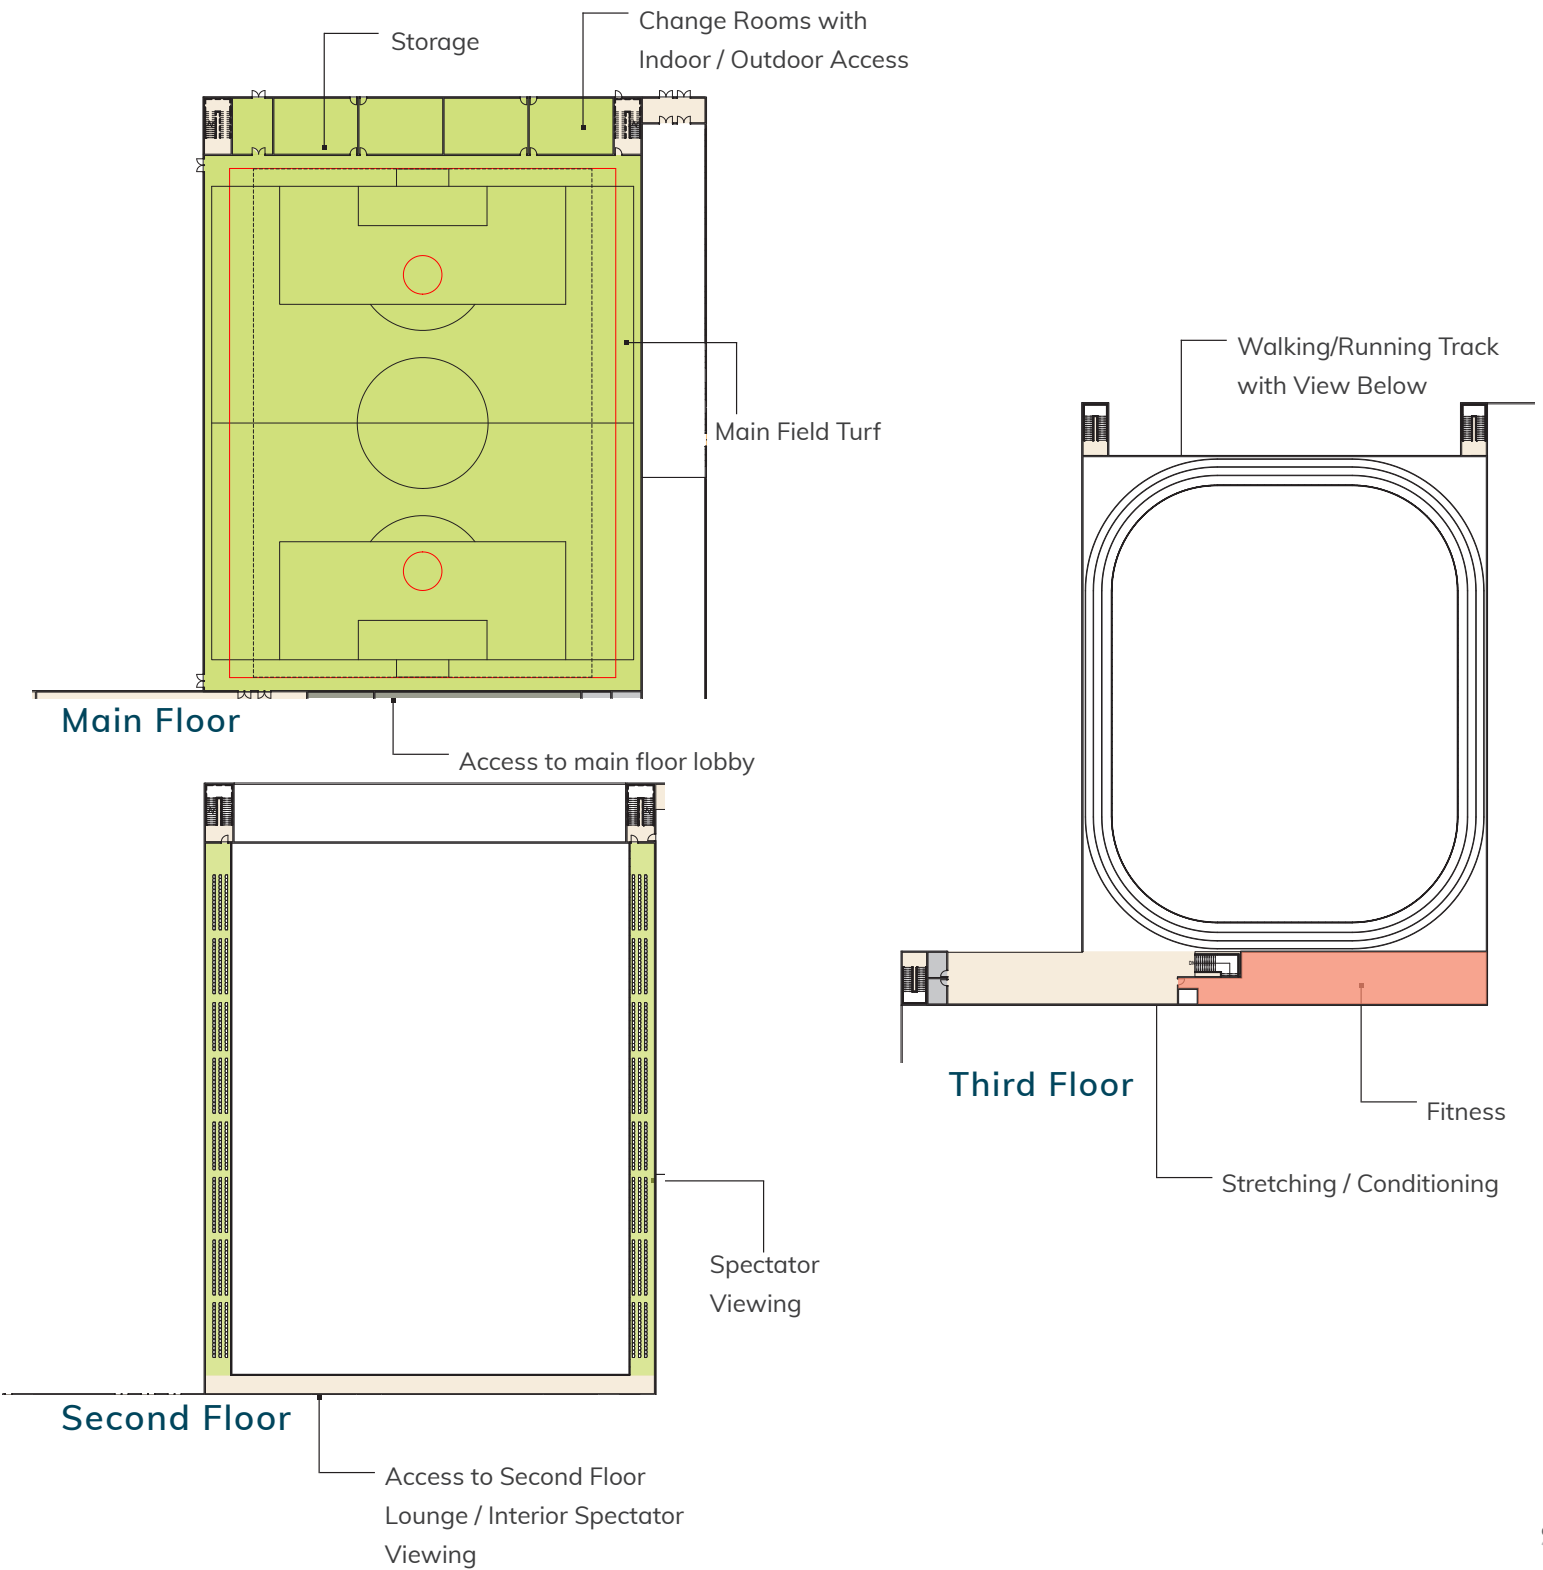 Storage
Change Rooms with
Indoor / Outdoor Access
Main Field Turf
Main Floor
Access to main floor lobby
Walking/Running Track
with View Below
Third Floor
Fitness
Stretching / Conditioning
Spectator
Viewing
Second Floor
Access to Second Floor
Lounge / Interior Spectator
Viewing